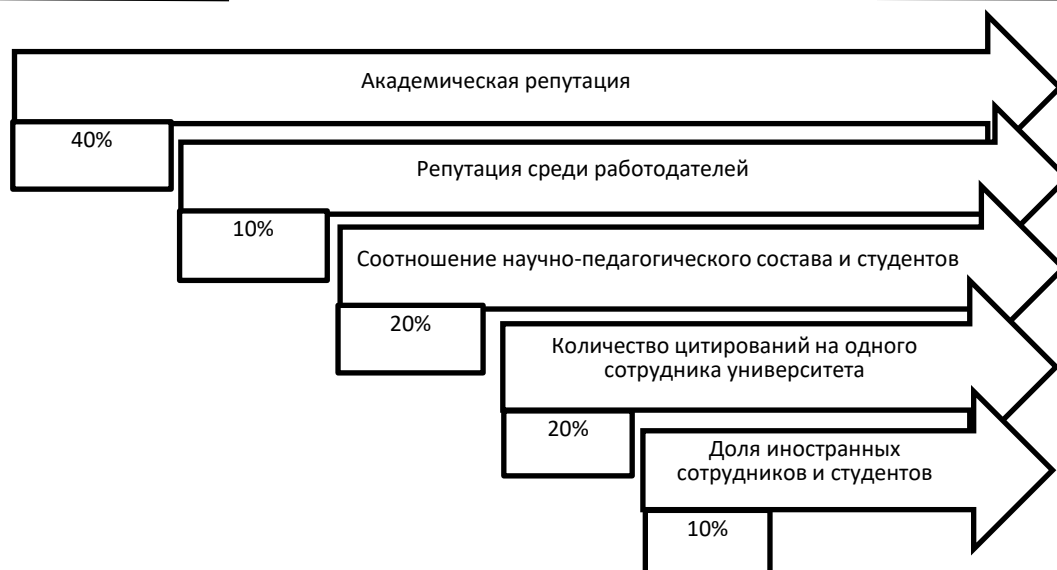 Академическая репутация
40%
Репутация среди работодателей
10%
Соотношение научно-педагогического состава и студентов
20%
Количество цитирований на одного
сотрудника университета
20%
Доля иностранных
сотрудников и студентов
10%